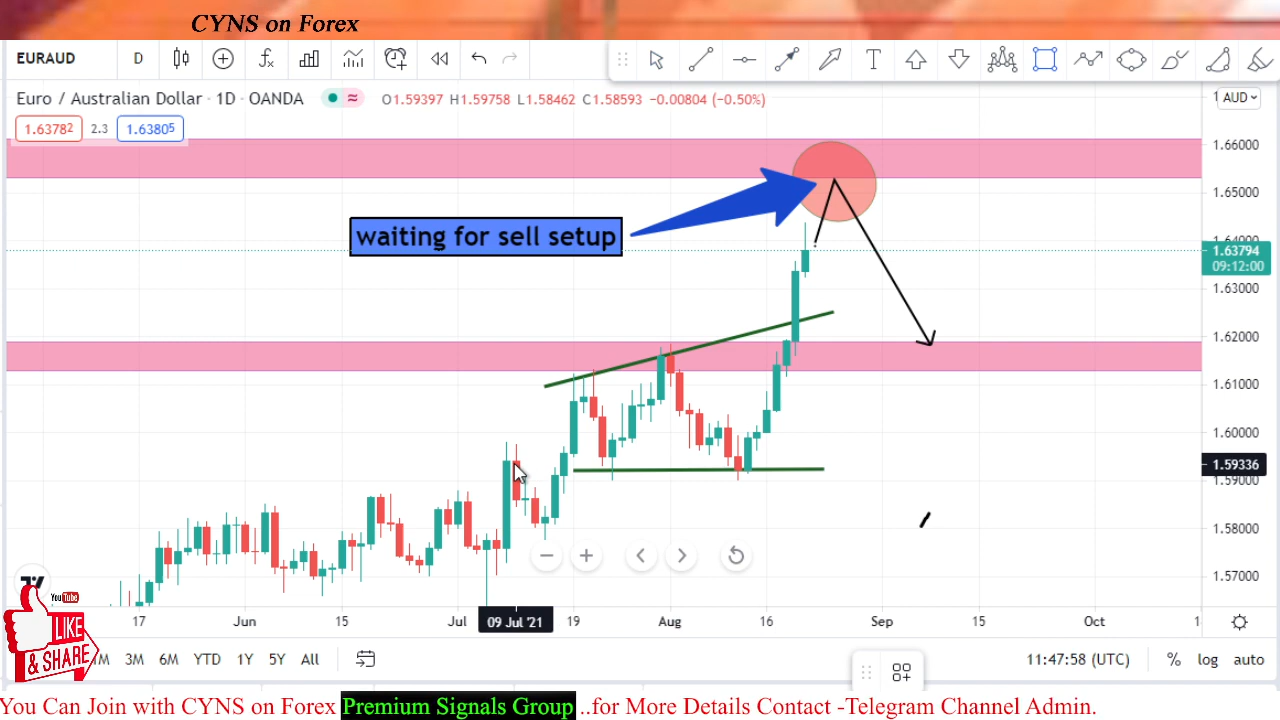 CYNS on Forex
EURAUD D
Euro / Australian Dollar · 1D · OANDA O1.59397 H1.59758 L1.58462 C1.58593 −0.00804 (−0.50%)
AUD
1.63782 2.3 1.63805
1.66000
1.65000
waiting for sell setup
1.64000
1.63794
09:12:00
1.63000
1.62000
1.61000
1.60000
1.59336
1.59000
1.58000
1.57000
YouTube
LIKE
& SHARE
17 Jun 15 Jul 09 Jul '21 19 Aug 16 Sep 15 Oct 1
1M 3M 6M YTD 1Y 5Y All 11:47:58 (UTC) % log auto
You Can Join with CYNS on Forex Premium Signals Group ..for More Details Contact -Telegram Channel Admin.